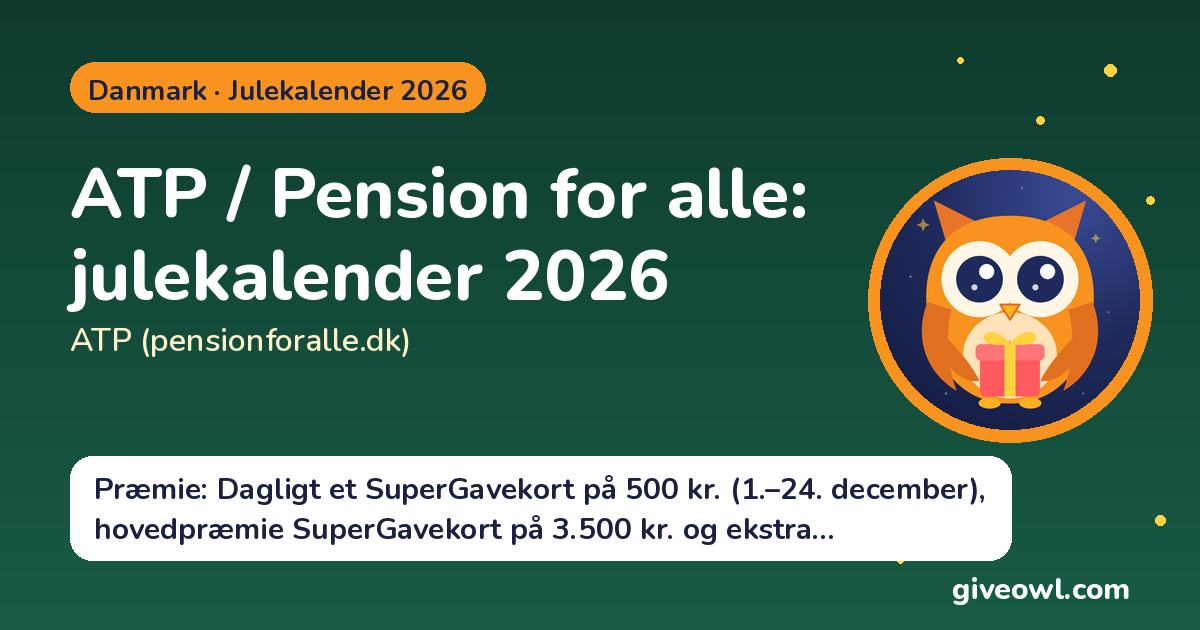 Danmark · Julekalender 2026
ATP / Pension for alle:
julekalender 2026
ATP (pensionforalle.dk)
Præmie: Dagligt et SuperGavekort på 500 kr. (1.–24. december),
hovedpræmie SuperGavekort på 3.500 kr. og ekstra...
giveowl.com